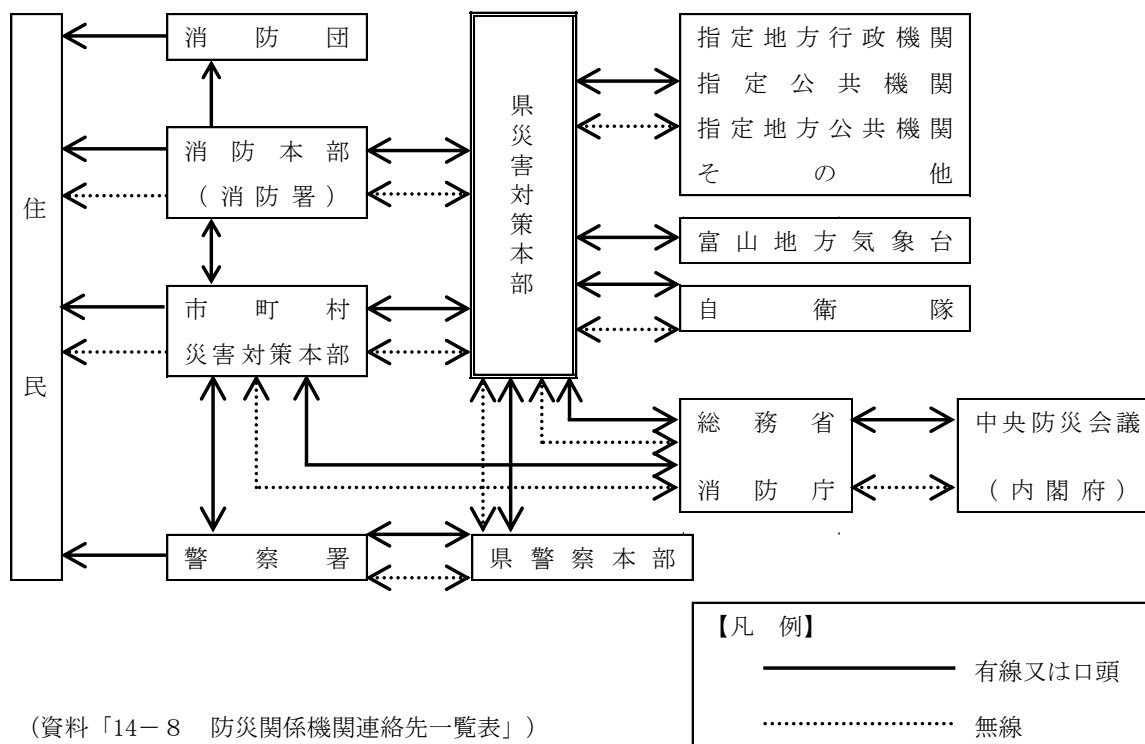 住民
消防団
消防本部
(消防署)
市町村
災害対策本部
警察署
県災害対策本部
県警察本部
指定地方行政機関
指定公共機関
指定地方公共機関
その他
富山地方気象台
自衛隊
総務省
消防庁
中央防災会議
(内閣府)
【凡 例】
有線又は口頭
無線
(資料「14-8 防災関係機関連絡先一覧表」)